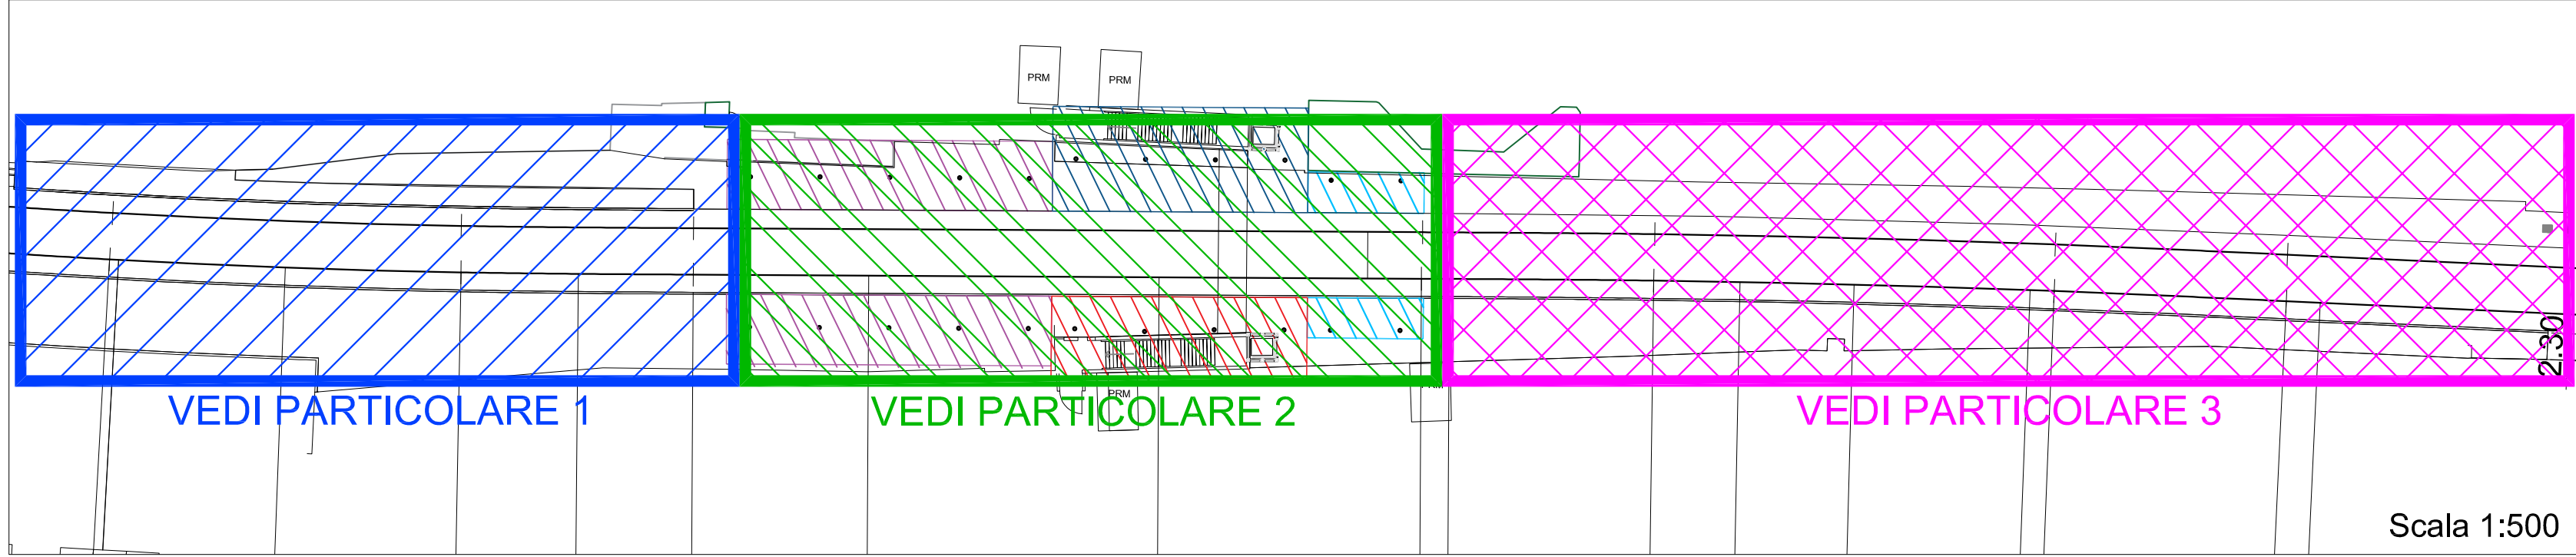 PRM
PRM
2.30
VEDI PARTICOLARE 1
PRM
VEDI PARTICOLARE 2
VEDI PARTICOLARE 3
Scala 1:500